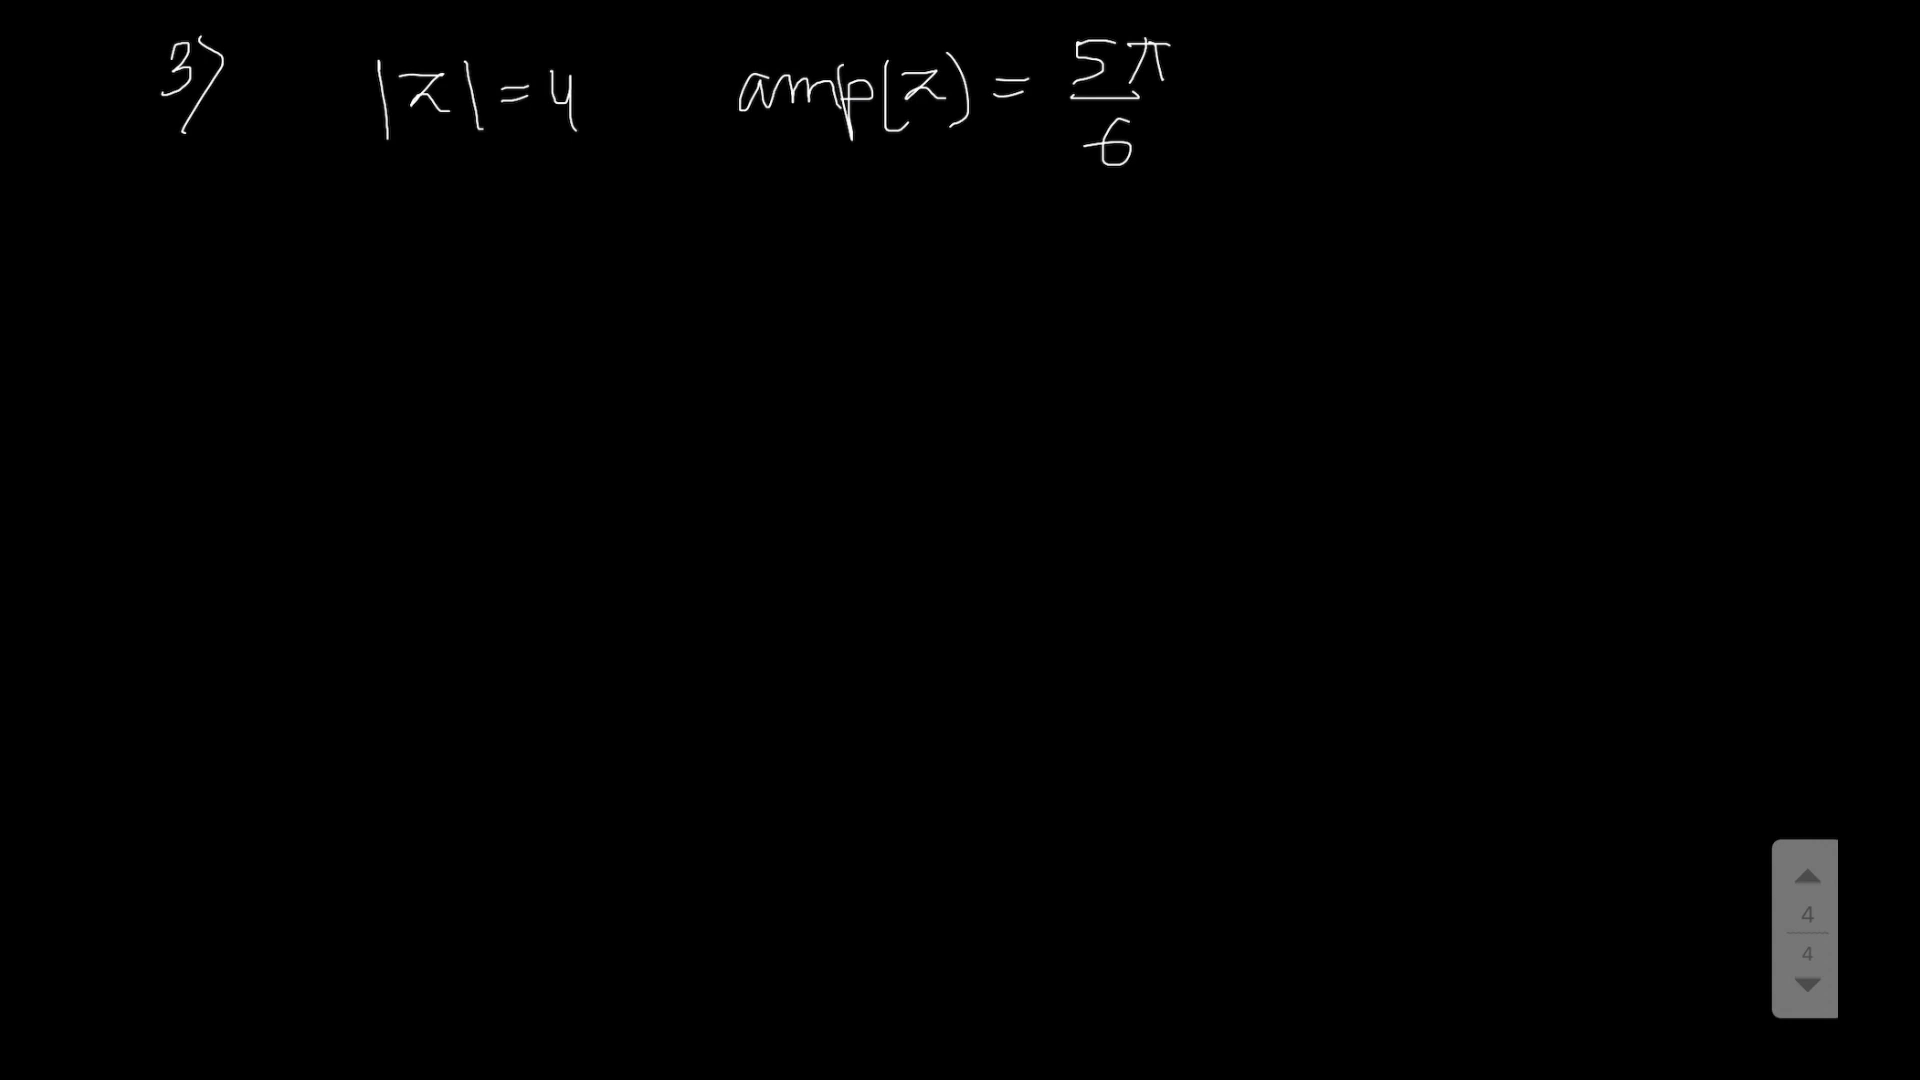 3) |z|=4 amp(z) = 5π/6
4
4